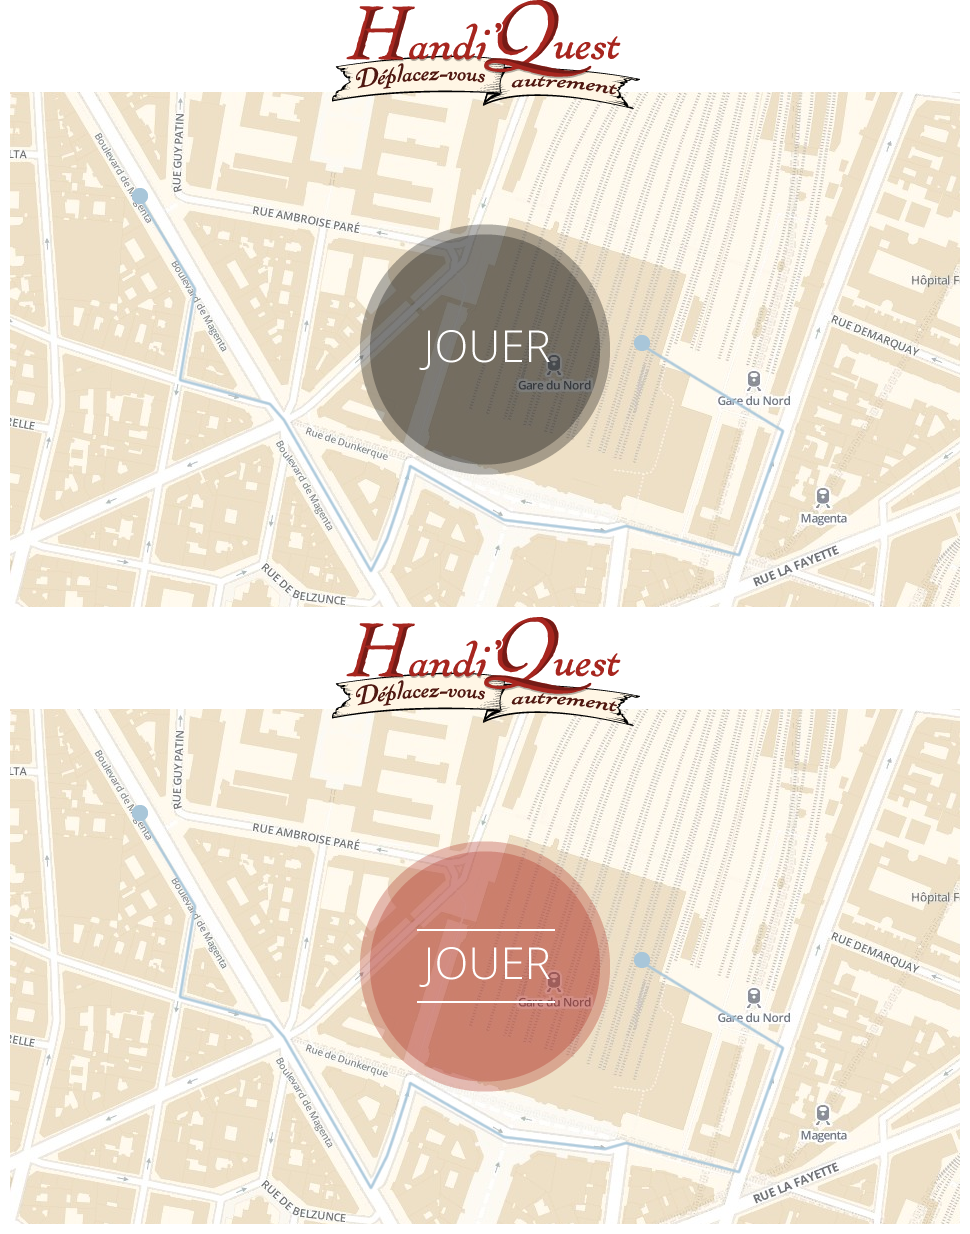 Handi'Quest
Déplacez-vous autrement
LTA
Boulevard de Magenta
RUE GUY PATIN
RUE AMBROISE PARÉ
Boulevard de Magenta
Hôpital F
RUE DEMARQUAY
JOUER
Gare du Nord
Gare du Nord
RELLE
Rue de Dunkerque
Boulevard de Magenta
Magenta
RUE LA FAYETTE
RUE DE BELZUNCE
Handi'Quest
Déplacez-vous autrement
LTA
Boulevard de Magenta
RUE GUY PATIN
RUE AMBROISE PARÉ
Boulevard de Magenta
Hôpital F
RUE DEMARQUAY
JOUER
Gare du Nord
Gare du Nord
RELLE
Rue de Dunkerque
Boulevard de Magenta
Magenta
RUE LA FAYETTE
RUE DE BELZUNCE